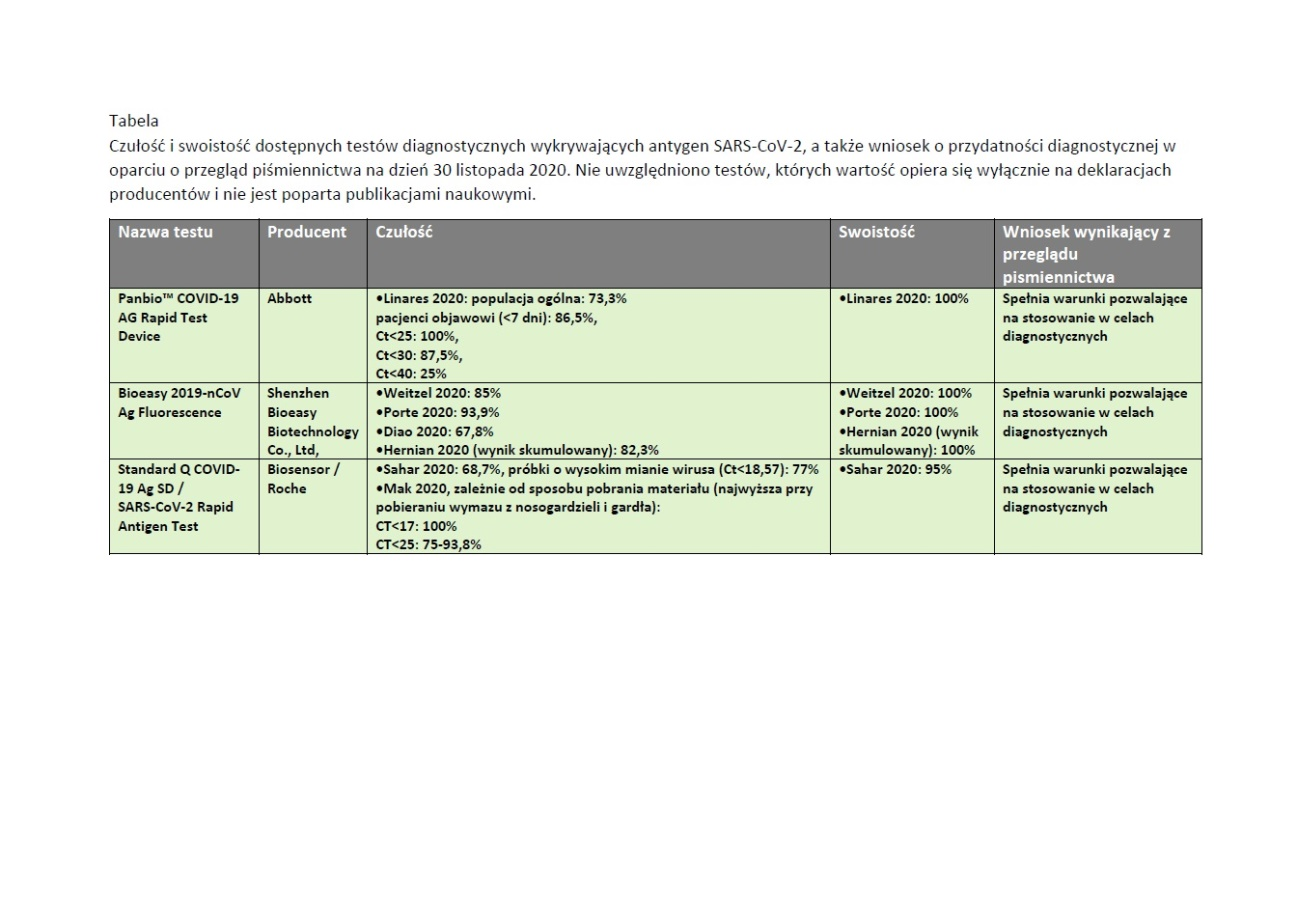 Tabela
Czułość i swoistość dostępnych testów diagnostycznych wykrywających antygen SARS-CoV-2, a także wniosek o przydatności diagnostycznej w
oparciu o przegląd piśmiennictwa na dzień 30 listopada 2020. Nie uwzględniono testów, których wartość opiera się wyłącznie na deklaracjach
producentów i nie jest poparta publikacjami naukowymi.
Nazwa testu
Producent
Czułość
Swoistość
Wniosek wynikający z
przeglądu
pismiennictwa
Panbio™ COVID-19
AG Rapid Test
Device
Abbott
•Linares 2020: populacja ogólna: 73,3%
pacjenci objawowi (<7 dni): 86,5%,
Ct<25: 100%,
Ct<30: 87,5%,
Ct<40: 25%
•Linares 2020: 100%
Spełnia warunki pozwalające
na stosowanie w celach
diagnostycznych
Bioeasy 2019-nCoV
Ag Fluorescence
Shenzhen
Bioeasy
Biotechnology
Co., Ltd,
•Weitzel 2020: 85%
•Porte 2020: 93,9%
•Diao 2020: 67,8%
•Hernian 2020 (wynik skumulowany): 82,3%
•Weitzel 2020: 100%
•Porte 2020: 100%
•Hernian 2020 (wynik
skumulowany): 100%
Spełnia warunki pozwalające
na stosowanie w celach
diagnostycznych
Standard Q COVID-
19 Ag SD /
SARS-CoV-2 Rapid
Antigen Test
Biosensor /
Roche
•Sahar 2020: 68,7%, próbki o wysokim mianie wirusa (Ct<18,57): 77%
•Mak 2020, zależnie od sposobu pobrania materiału (najwyższa przy
pobieraniu wymazu z nosogardzieli i gardła):
CT<17: 100%
CT<25: 75-93,8%
•Sahar 2020: 95%
Spełnia warunki pozwalające
na stosowanie w celach
diagnostycznych